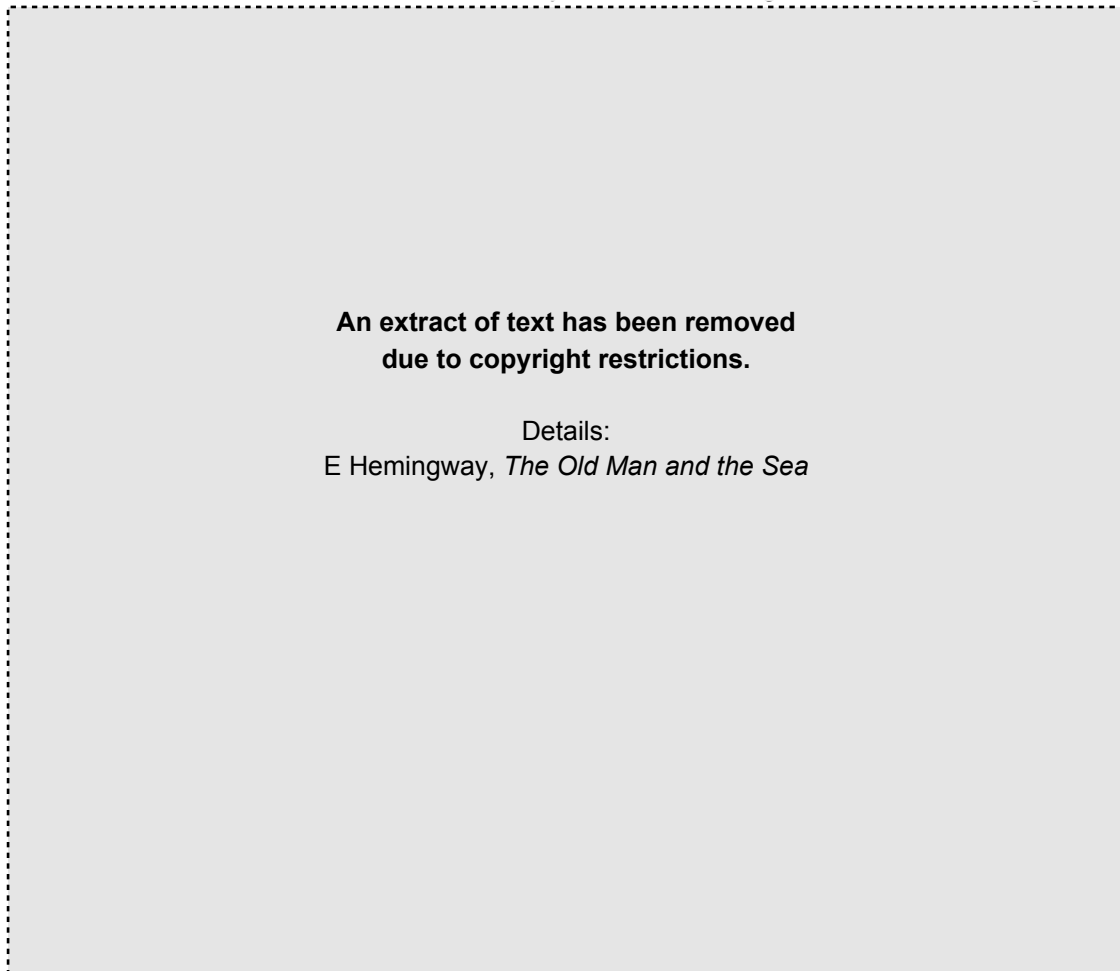 An extract of text has been removed
due to copyright restrictions.
Details:
E Hemingway, The Old Man and the Sea